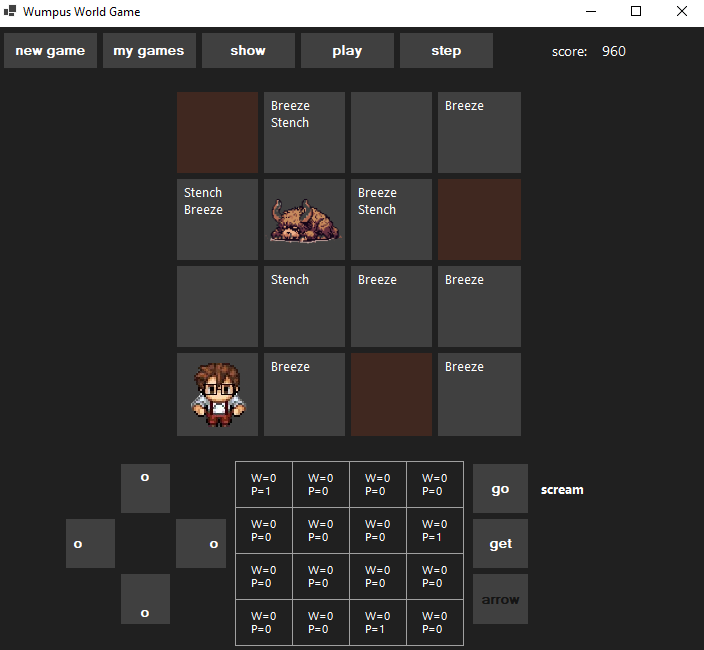 Wumpus World Game
new game
my games
show
play
step
score: 960
Breeze
Stench
Breeze
Stench
Breeze
Breeze
Stench
Stench
Breeze
Breeze
Breeze
Breeze
o
o
o
o
W=0 W=0 W=0 W=0
P=1 P=0 P=0 P=0
W=0 W=0 W=0 W=0
P=0 P=0 P=0 P=1
W=0 W=0 W=0 W=0
P=0 P=0 P=0 P=0
W=0 W=0 W=0 W=0
P=0 P=0 P=1 P=0
go
scream
get
arrow